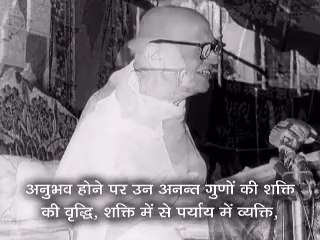 अनुभव होने पर उन अनन्त गुणों की शक्ति
की वृद्धि, शक्ति में से पर्याय में व्यक्ति,